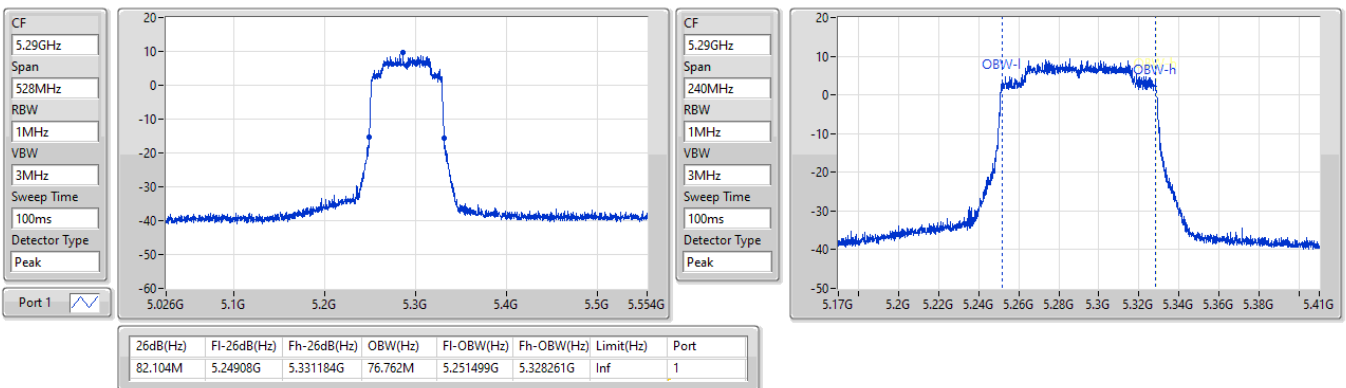 CF
5.29GHz
Span
528MHz
RBW
1MHz
VBW
3MHz
Sweep Time
100ms
Detector Type
Peak
Port 1
20
10
0
-10
-20
-30
-40
-50
-60
5.026G 5.1G 5.2G 5.3G 5.4G 5.5G 5.554G
CF
5.29GHz
Span
240MHz
RBW
1MHz
VBW
3MHz
Sweep Time
100ms
Detector Type
Peak
20
10
0
-10
-20
-30
-40
-50
OBW-l
OBW-h
5.17G 5.2G 5.22G 5.24G 5.26G 5.28G 5.3G 5.32G 5.34G 5.36G 5.38G 5.41G
26dB(Hz) Fl-26dB(Hz) Fh-26dB(Hz) OBW(Hz) Fl-OBW(Hz) Fh-OBW(Hz) Limit(Hz) Port
82.104M 5.24908G 5.331184G 76.762M 5.251499G 5.328261G Inf 1